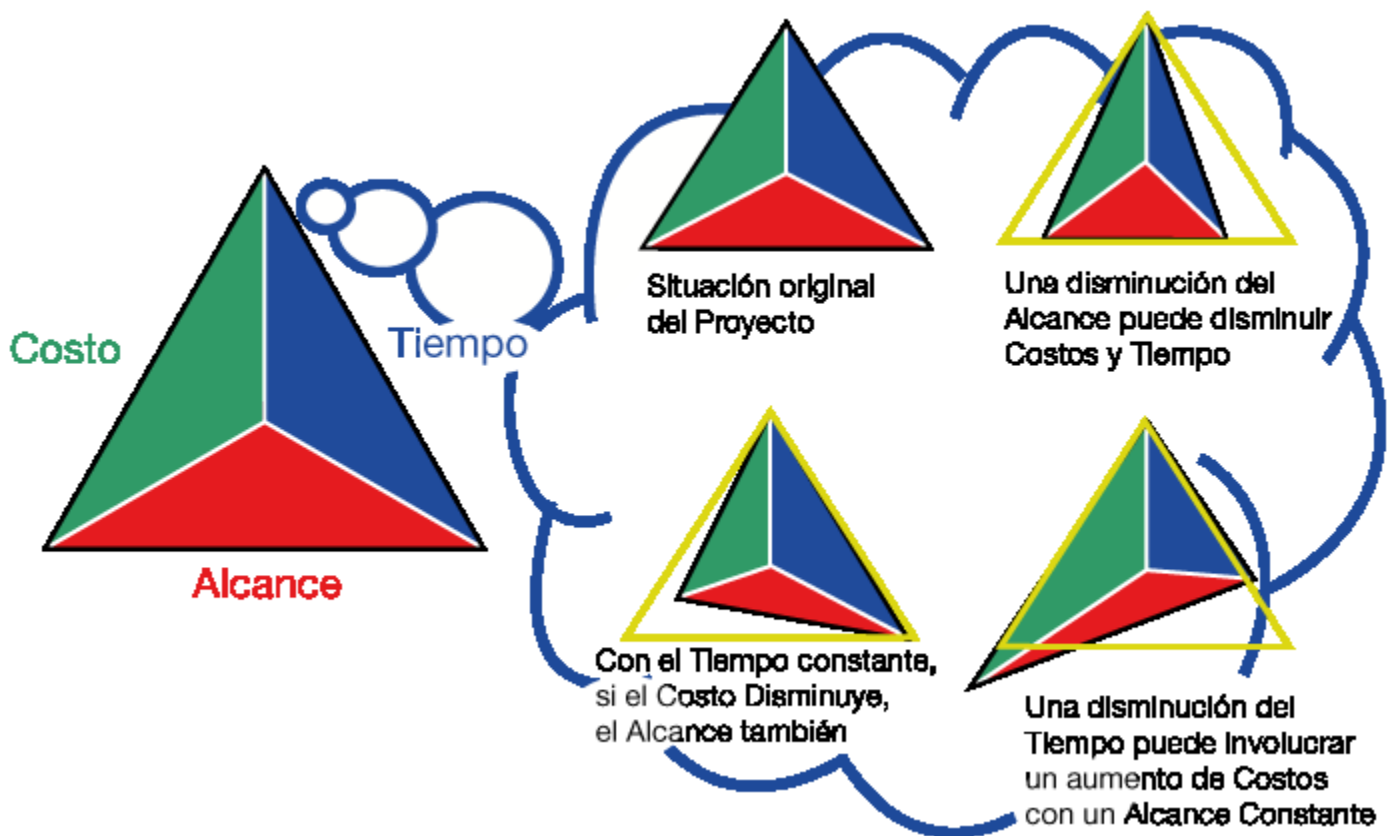 Costo
Tiempo
Alcance
Situación original
del Proyecto
Una disminución del
Alcance puede disminuir
Costos y Tiempo
Con el Tiempo constante,
si el Costo Disminuye,
el Alcance también
Una disminución del
Tiempo puede involucrar
un aumento de Costos
con un Alcance Constante